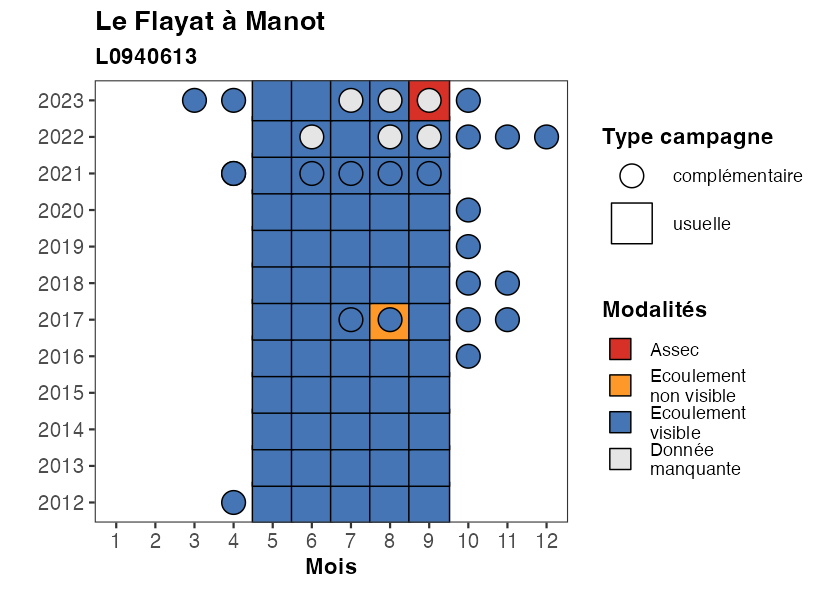 Le Flayat à Manot
L0940613
2023
2022
2021
2020
2019
2018
2017
2016
2015
2014
2013
2012
1 2 3 4 5 6 7 8 9 10 11 12
Mois
Type campagne
complémentaire
usuelle
Modalités
Assec
Ecoulement
non visible
Ecoulement
visible
Donnée
manquante